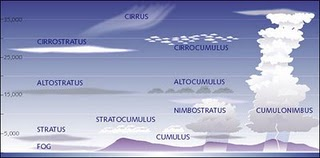 CIRRUS
25,000
CIRROSTRATUS
CIRROCUMULUS
ALTOSTRATUS
ALTOCUMULUS
15,000
NIMBOSTRATUS
CUMULONIMBUS
STRATOCUMULUS
STRATUS
5,000
CUMULUS
FOG